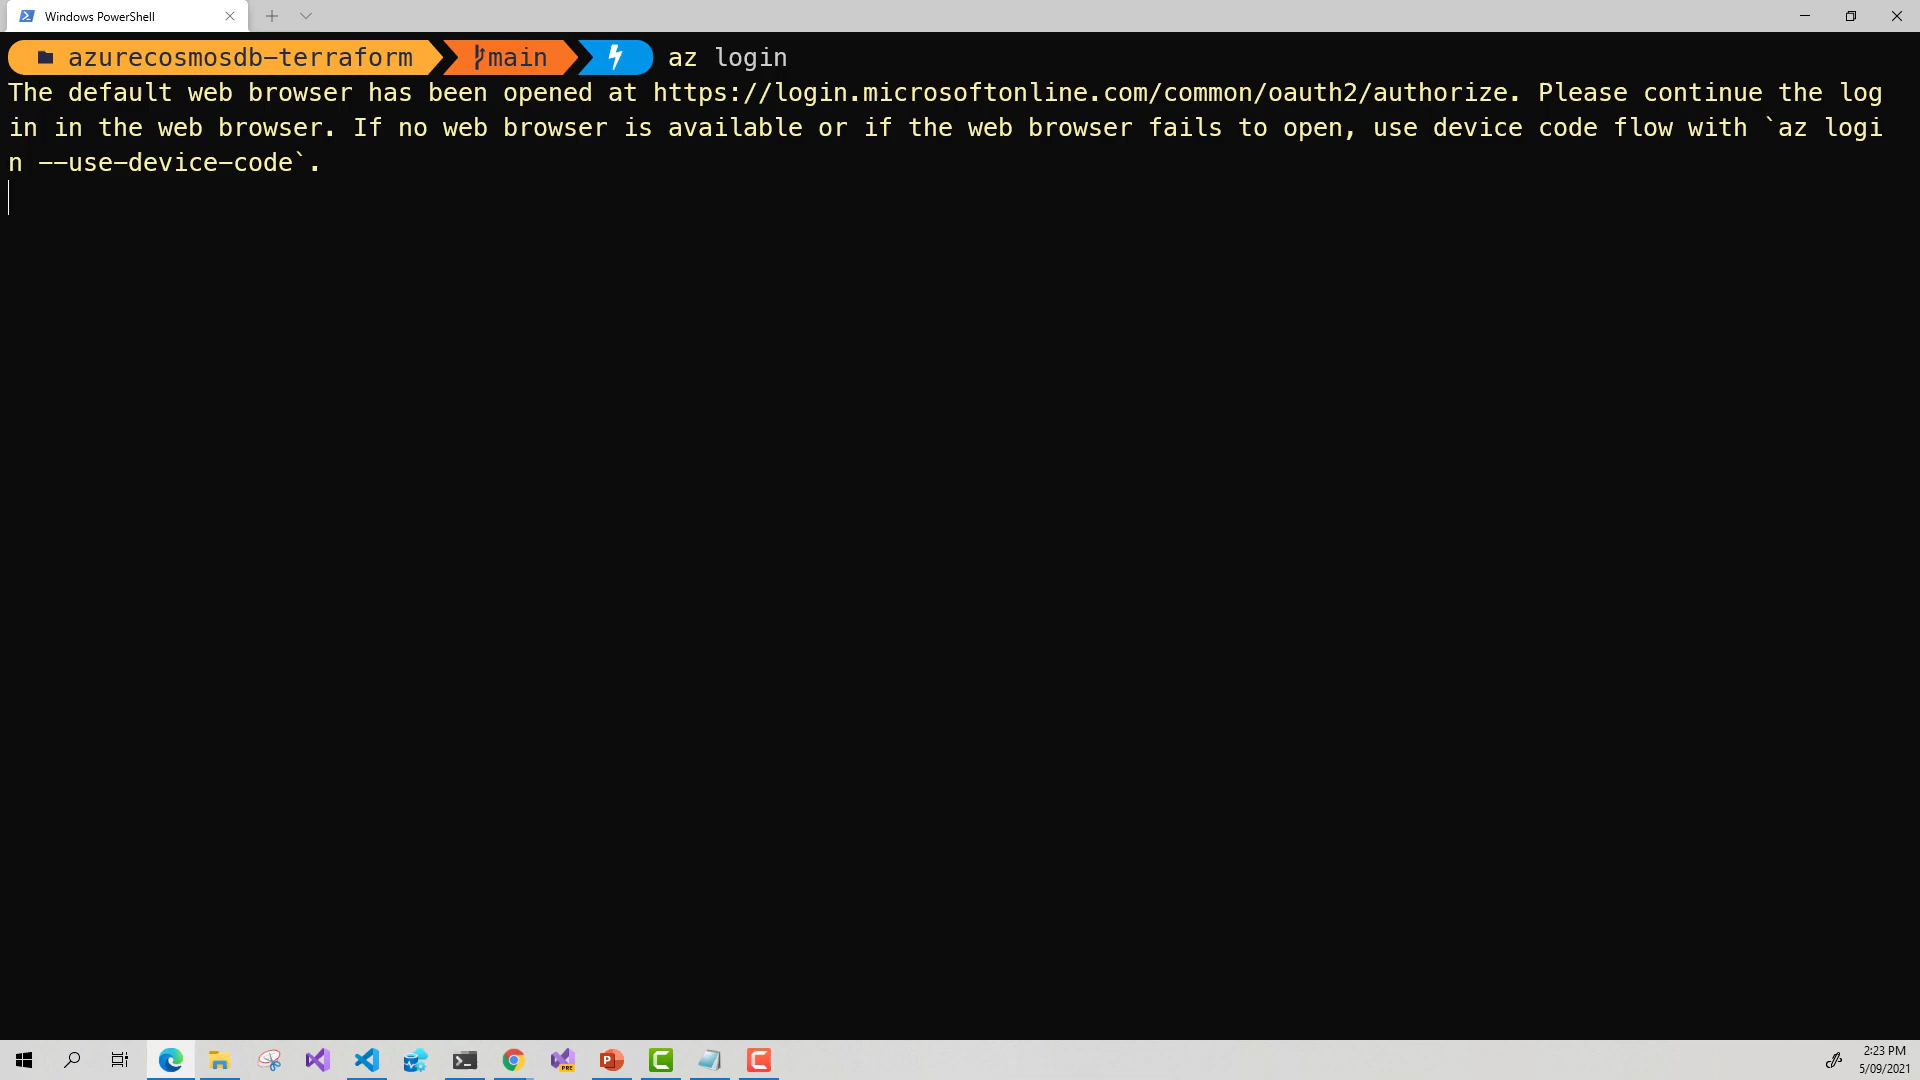 Windows PowerShell
azurecosmosdb-terraform main az login
The default web browser has been opened at https://login.microsoftonline.com/common/oauth2/authorize. Please continue the log
in in the web browser. If no web browser is available or if the web browser fails to open, use device code flow with `az logi
n --use-device-code`.
PRE
2:23 PM
5/09/2021